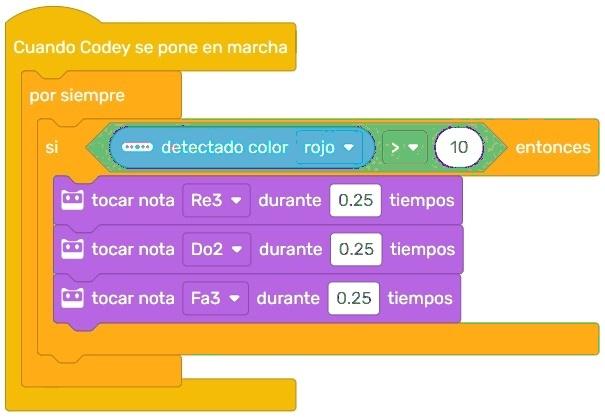 Cuando Codey se pone en marcha
por siempre
si detectado color rojo > 10 entonces
tocar nota Re3 durante 0.25 tiempos
tocar nota Do2 durante 0.25 tiempos
tocar nota Fa3 durante 0.25 tiempos